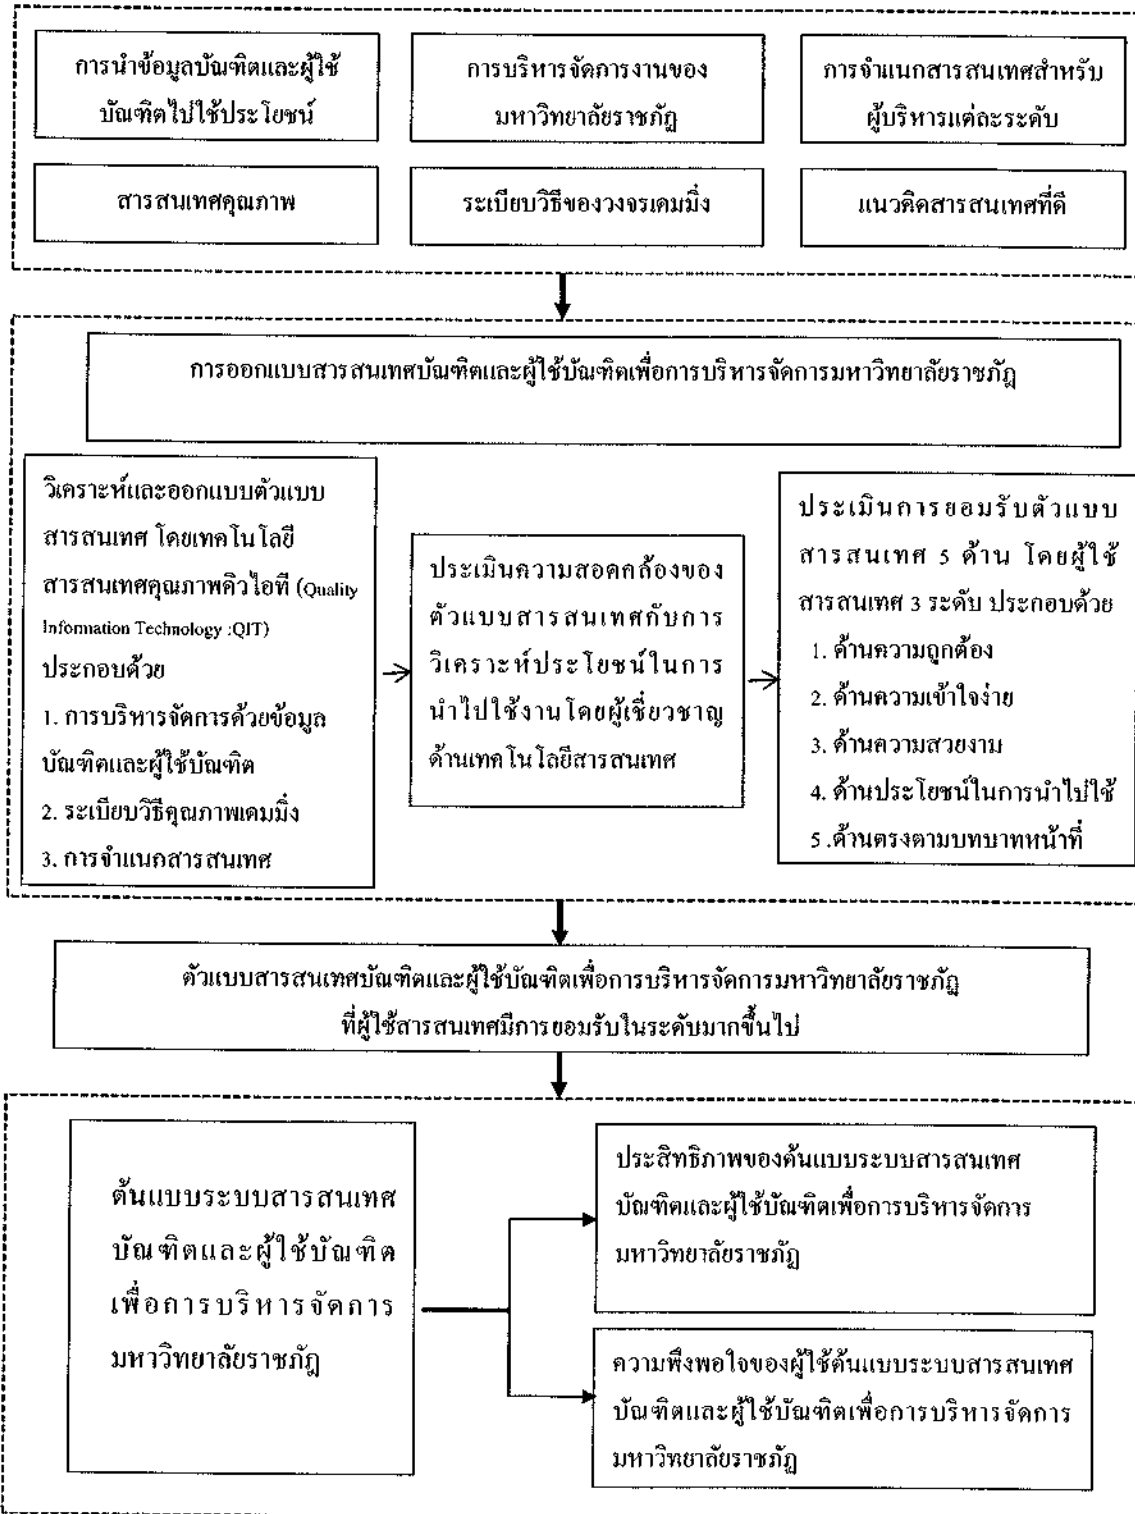 การนำข้อมูลบัณฑิตและผู้ใช้
บัณฑิตไปใช้ประโยชน์
การบริหารจัดการงานของ
มหาวิทยาลัยราชภัฏ
การจำแนกสารสนเทศสำหรับ
ผู้บริหารแต่ละระดับ
สารสนเทศคุณภาพ
ระเบียบวิธีของวงจรเดมมิ่ง
แนวคิดสารสนเทศที่ดี
การออกแบบสารสนเทศบัณฑิตและผู้ใช้บัณฑิตเพื่อการบริหารจัดการมหาวิทยาลัยราชภัฏ
วิเคราะห์และออกแบบตัวแบบ
สารสนเทศ โดยเทคโนโลยี
สารสนเทศคุณภาพคิวไอที (Quality
Information Technology :QIT)
ประกอบด้วย
1. การบริหารจัดการด้วยข้อมูล
บัณฑิตและผู้ใช้บัณฑิต
2. ระเบียบวิธีคุณภาพเดมมิ่ง
3. การจำแนกสารสนเทศ
ประเมินความสอดคล้องของ
ตัวแบบสารสนเทศกับการ
วิเคราะห์ประโยชน์ในการ
นำไปใช้งานโดยผู้เชี่ยวชาญ
ด้านเทคโนโลยีสารสนเทศ
ประเมินการยอมรับตัวแบบ
สารสนเทศ 5 ด้าน โดยผู้ใช้
สารสนเทศ 3 ระดับ ประกอบด้วย
1. ด้านความถูกต้อง
2. ด้านความเข้าใจง่าย
3. ด้านความสวยงาม
4. ด้านประโยชน์ในการนำไปใช้
5 .ด้านตรงตามบทบาทหน้าที่
ตัวแบบสารสนเทศบัณฑิตและผู้ใช้บัณฑิตเพื่อการบริหารจัดการมหาวิทยาลัยราชภัฏ
ที่ผู้ใช้สารสนเทศมีการยอมรับในระดับมากขึ้นไป
ต้นแบบระบบสารสนเทศ
บัณฑิตและผู้ใช้บัณฑิต
เพื่อการบริหารจัดการ
มหาวิทยาลัยราชภัฏ
ประสิทธิภาพของต้นแบบระบบสารสนเทศ
บัณฑิตและผู้ใช้บัณฑิตเพื่อการบริหารจัดการ
มหาวิทยาลัยราชภัฏ
ความพึงพอใจของผู้ใช้ต้นแบบระบบสารสนเทศ
บัณฑิตและผู้ใช้บัณฑิตเพื่อการบริหารจัดการ
มหาวิทยาลัยราชภัฏ